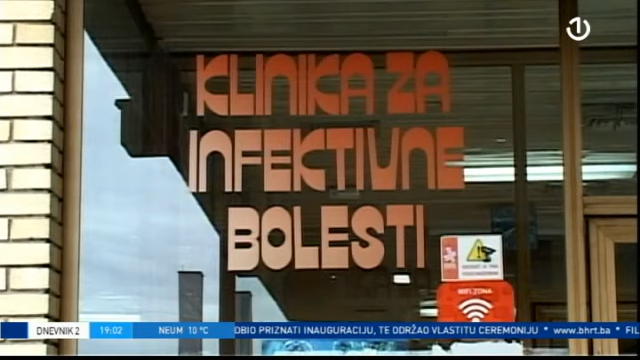 KLINIKA ZA
INFEKTIVNE
BOLESTI
WIFI ZONA
DNEVNIK 2 19:02 NEUM 10 °C OBIO PRIZNATI INAUGURACIJU, TE ODRŽAO VLASTITU CEREMONIJU * www.bhrt.ba * FIL